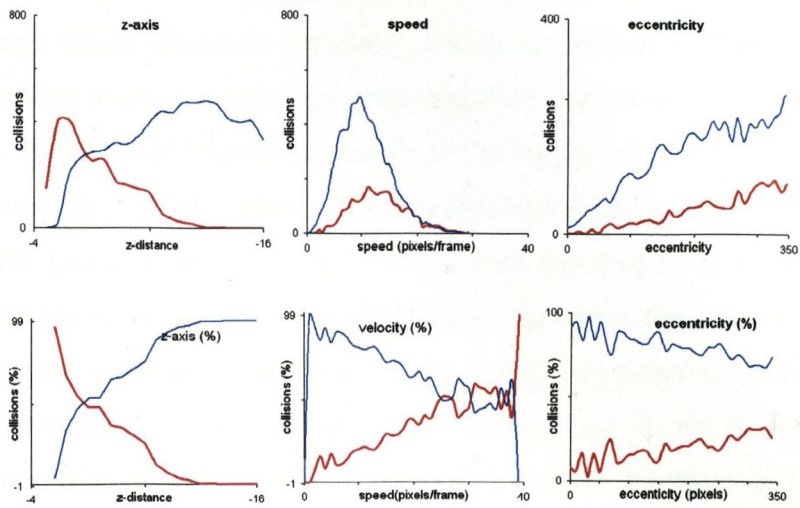 z-axis
800
collisions
0
-4
z-distance
-16
speed
800
collisions
0
0
speed (pixels/frame)
40
eccentricity
400
collisions
0
0
eccentricity
350
z-axis (%)
99
collisions (%)
-1
-4
z-distance
-16
velocity (%)
99
collisions (%)
-1
0
speed(pixels/frame)
40
eccentricity (%)
100
collisions (%)
0
0
eccenticity (pixels)
350